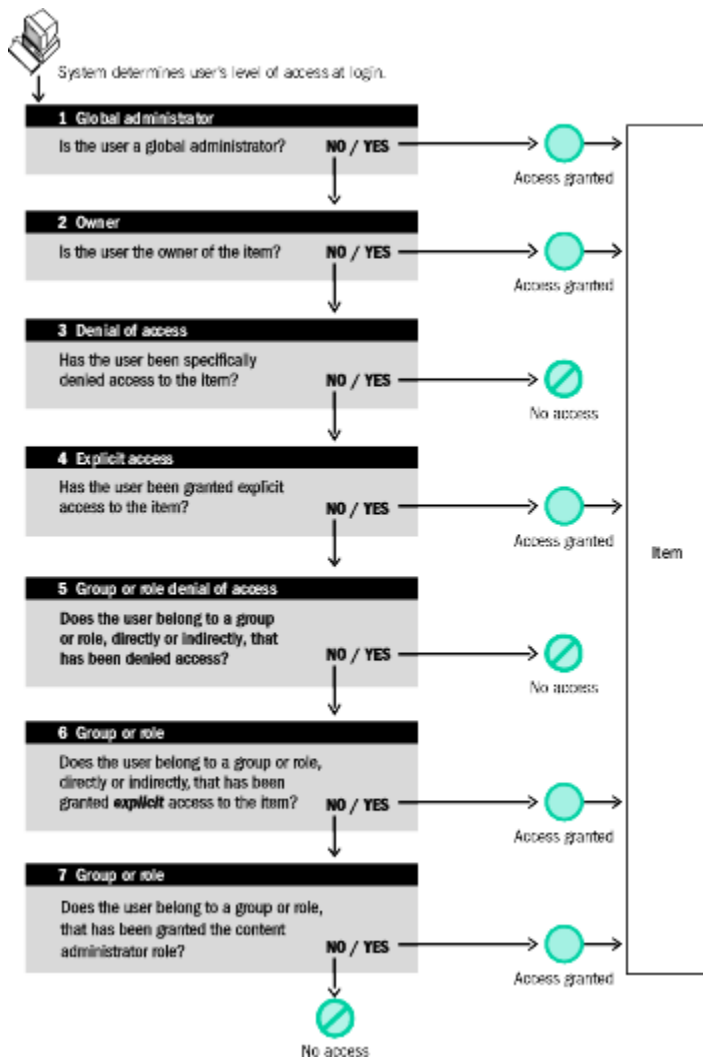 System determines user's level of access at login.
1 Global administrator
Is the user a global administrator?
NO / YES
Access granted
2 Owner
Is the user the owner of the item?
NO / YES
Access granted
3 Denial of access
Has the user been specifically
denied access to the item?
NO / YES
No access
4 Explicit access
Has the user been granted explicit
access to the item?
NO / YES
Access granted
Item
5 Group or role denial of access
Does the user belong to a group
or role, directly or indirectly, that
has been denied access?
NO / YES
No access
6 Group or role
Does the user belong to a group or role,
directly or indirectly, that has been
granted explicit access to the item?
NO / YES
Access granted
7 Group or role
Does the user belong to a group or role,
that has been granted the content
administrator role?
NO / YES
Access granted
No access